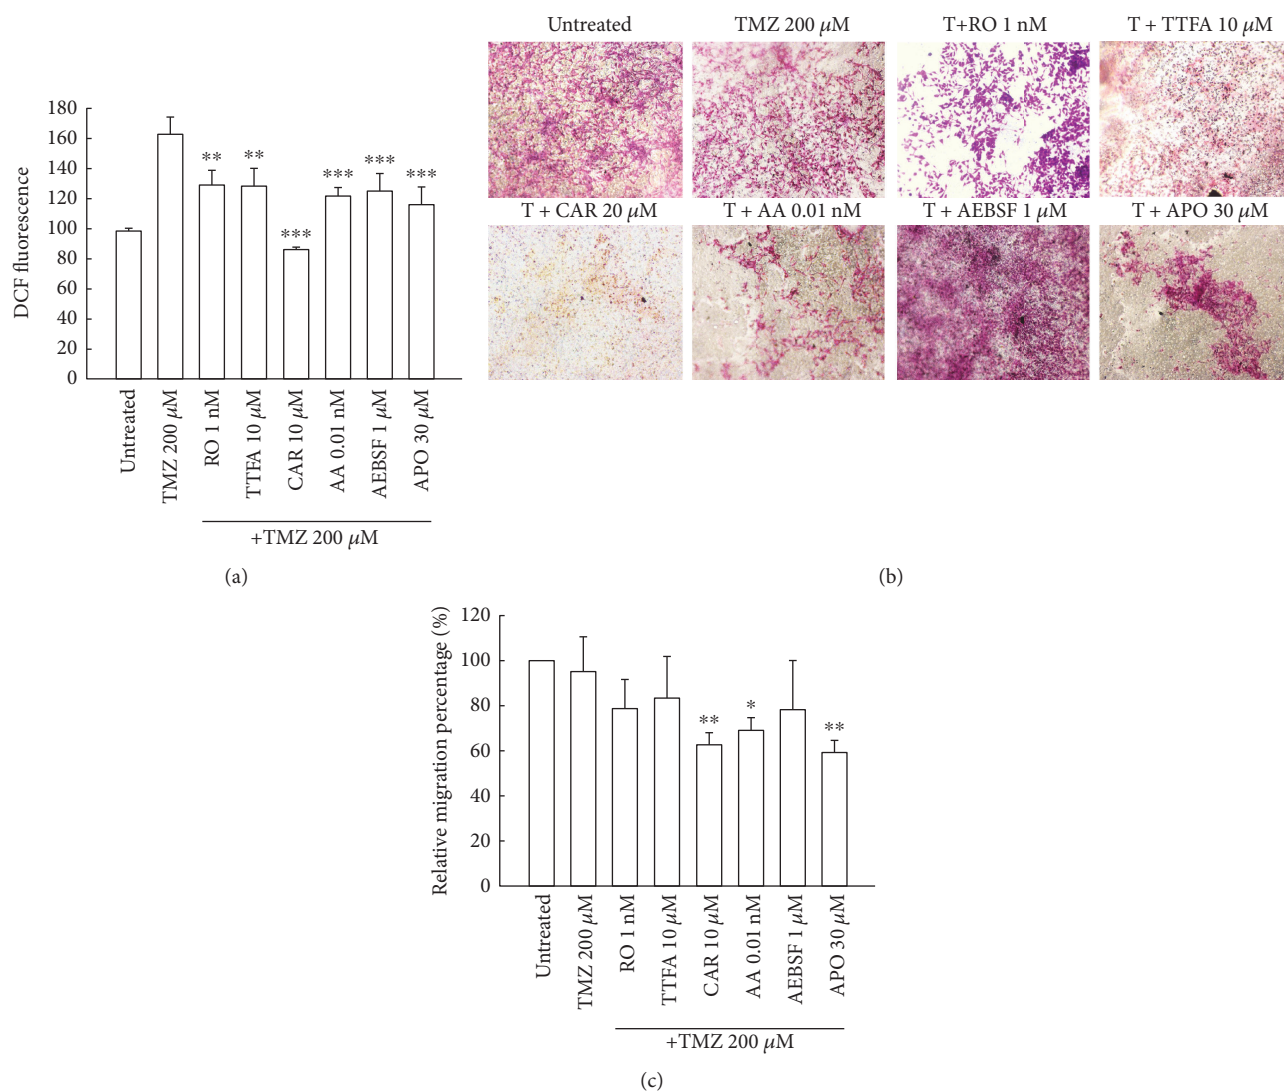 Untreated
TMZ 200 μM
T+RO 1 nM
T + TTFA 10 μM
T + CAR 20 μM
T + AA 0.01 nM
T + AEBSF 1 μM
T + APO 30 μM
DCF fluorescence
180
160
140
120
100
80
60
40
20
0
**
**
***
***
***
***
Untreated
TMZ 200 μM
RO 1 nM
TTFA 10 μM
CAR 10 μM
AA 0.01 nM
AEBSF 1 μM
APO 30 μM
+TMZ 200 μM
(a)
(b)
Relative migration percentage (%)
120
100
80
60
40
20
0
**
*
**
Untreated
TMZ 200 μM
RO 1 nM
TTFA 10 μM
CAR 10 μM
AA 0.01 nM
AEBSF 1 μM
APO 30 μM
+TMZ 200 μM
(c)